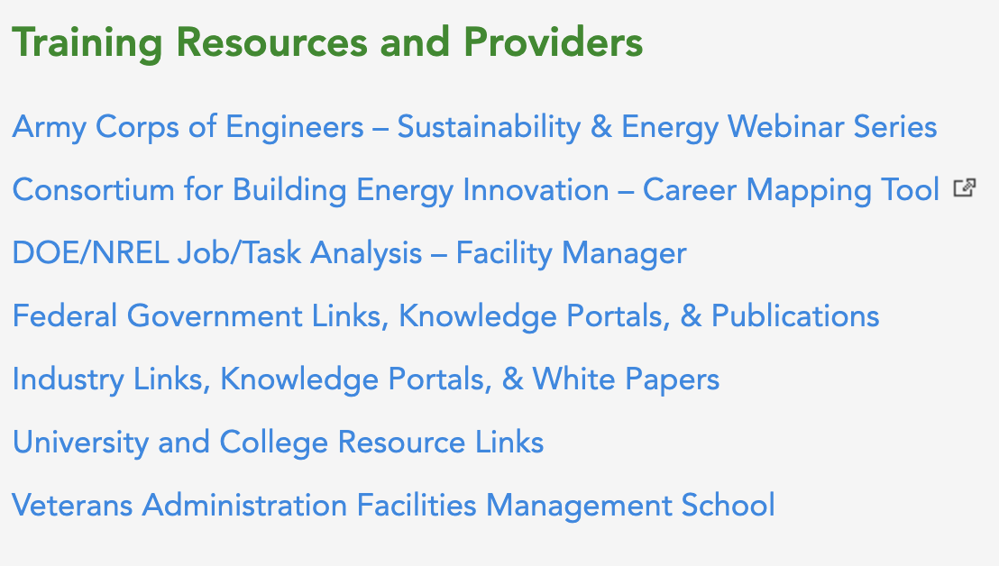 Training Resources and Providers
Army Corps of Engineers – Sustainability & Energy Webinar Series
Consortium for Building Energy Innovation – Career Mapping Tool
DOE/NREL Job/Task Analysis – Facility Manager
Federal Government Links, Knowledge Portals, & Publications
Industry Links, Knowledge Portals, & White Papers
University and College Resource Links
Veterans Administration Facilities Management School